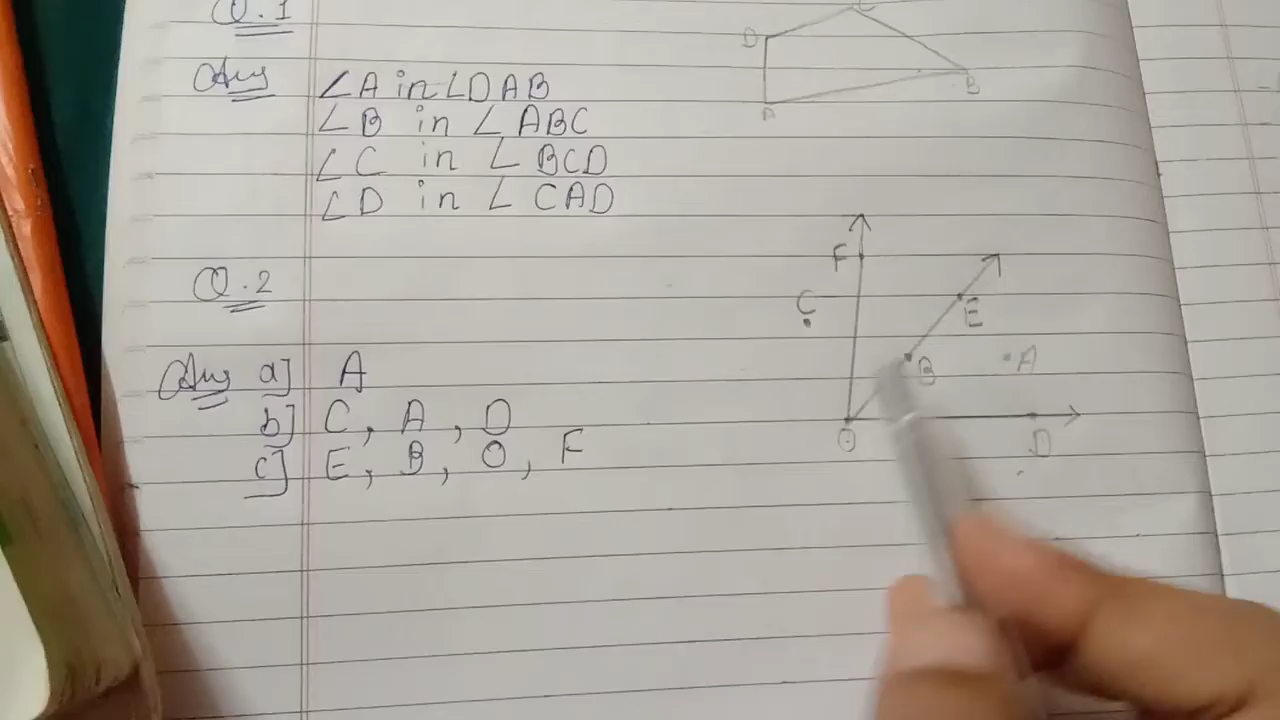 Q.1
Ans ∠A in ∠DAB
∠B in ∠ABC
∠C in ∠BCD
∠D in ∠CAD
D C
B
A
Q.2
Ans a] A
b] C, A, D
c] E, B, O, F
F
C
E
B A
O D